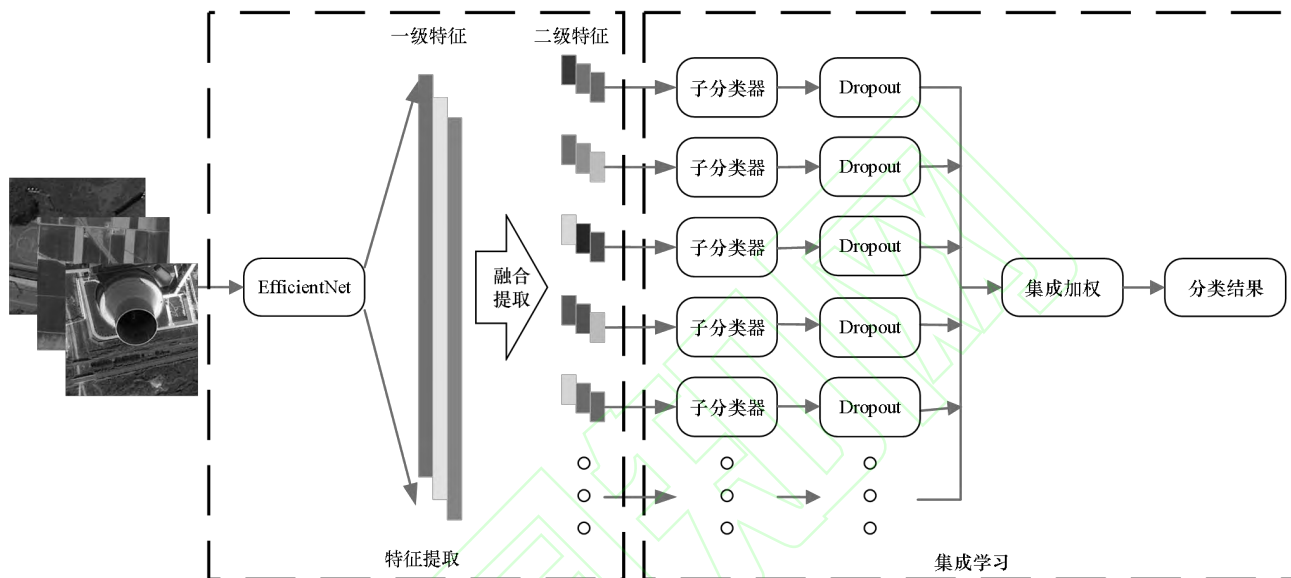 一级特征
二级特征
子分类器
Dropout
子分类器
Dropout
子分类器
Dropout
EfficientNet
融合
提取
集成加权
分类结果
子分类器
Dropout
子分类器
Dropout
特征提取
集成学习